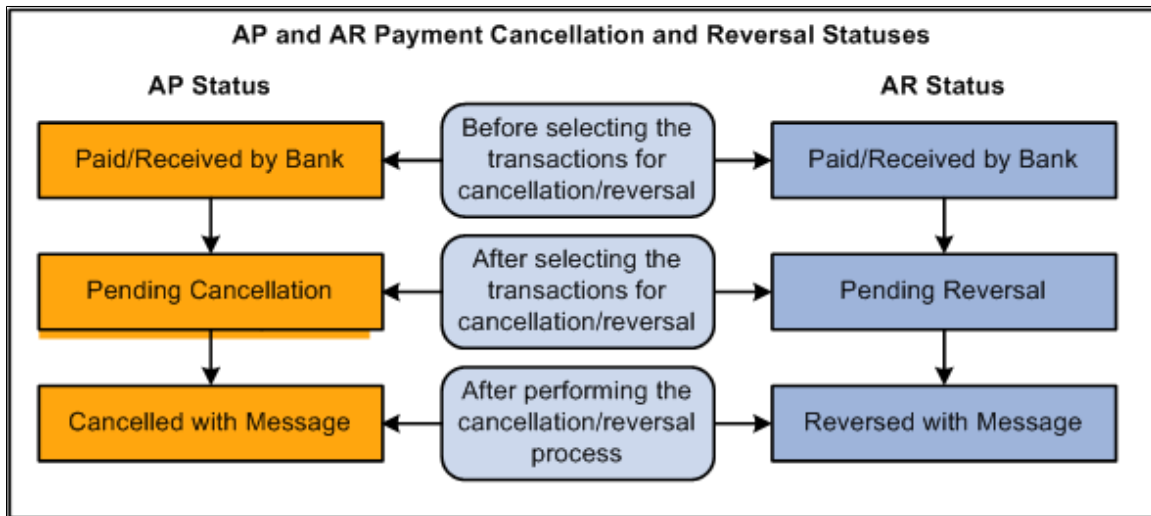 AP and AR Payment Cancellation and Reversal Statuses
AP Status
AR Status
Paid/Received by Bank
Before selecting the
transactions for
cancellation/reversal
Paid/Received by Bank
Pending Cancellation
After selecting the
transactions for
cancellation/reversal
Pending Reversal
Cancelled with Message
After performing the
cancellation/reversal
process
Reversed with Message